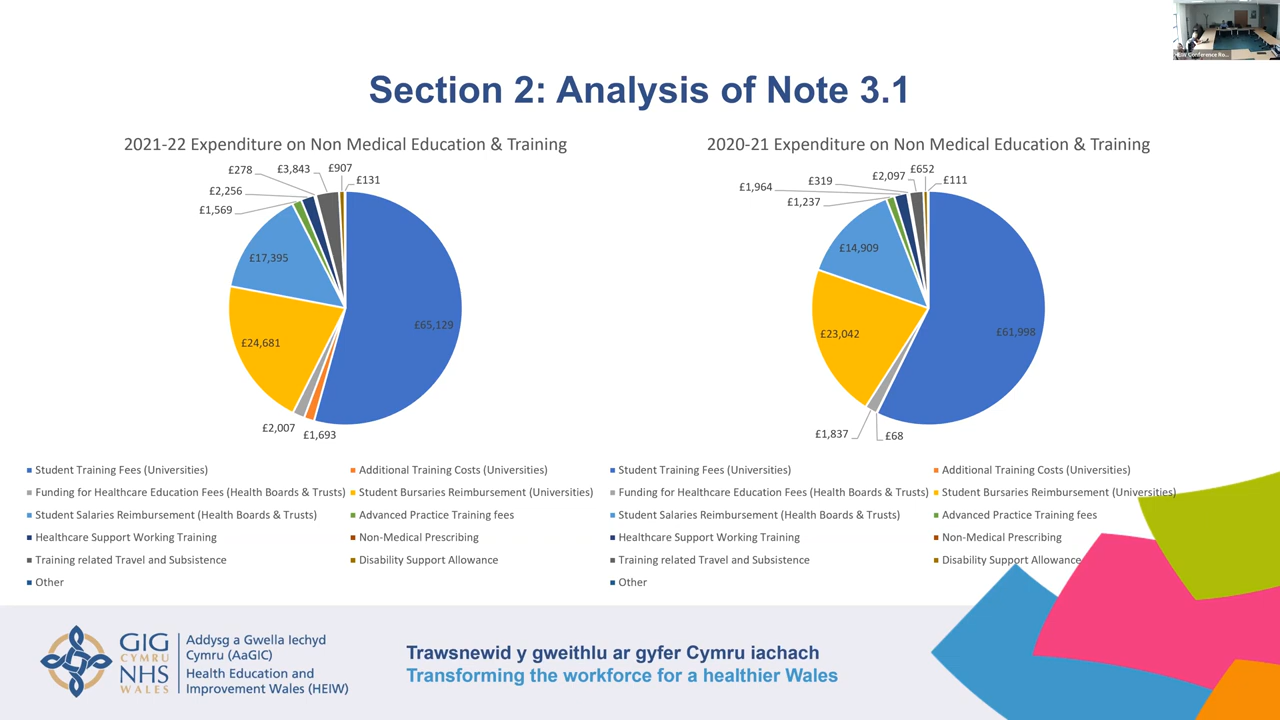 HEIW Conference Ro...
Section 2: Analysis of Note 3.1
2021-22 Expenditure on Non Medical Education & Training
£278
£3,843
£907
£131
£2,256
£1,569
£17,395
£65,129
£24,681
£2,007
£1,693
Student Training Fees (Universities)
Additional Training Costs (Universities)
Funding for Healthcare Education Fees (Health Boards & Trusts)
Student Bursaries Reimbursement (Universities)
Student Salaries Reimbursement (Health Boards & Trusts)
Advanced Practice Training fees
Healthcare Support Working Training
Non-Medical Prescribing
Training related Travel and Subsistence
Disability Support Allowance
Other
2020-21 Expenditure on Non Medical Education & Training
£1,964
£319
£2,097
£652
£111
£1,237
£14,909
£61,998
£23,042
£1,837
£68
Student Training Fees (Universities)
Additional Training Costs (Universities)
Funding for Healthcare Education Fees (Health Boards & Trusts)
Student Bursaries Reimbursement (Universities)
Student Salaries Reimbursement (Health Boards & Trusts)
Advanced Practice Training fees
Healthcare Support Working Training
Non-Medical Prescribing
Training related Travel and Subsistence
Disability Support Allowance
Other
GIG
CYMRU
NHS
WALES
Addysg a Gwella Iechyd
Cymru (AaGIC)
Health Education and
Improvement Wales (HEIW)
Trawsnewid y gweithlu ar gyfer Cymru iachach
Transforming the workforce for a healthier Wales